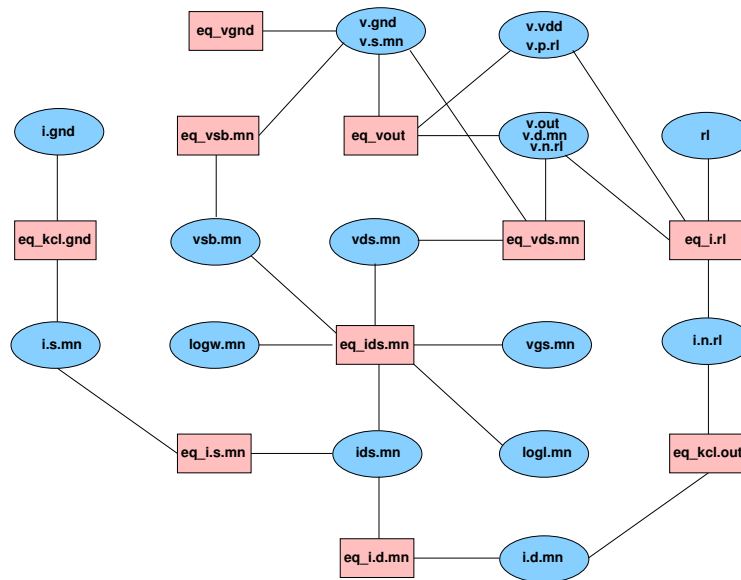 eq_vgnd
v.gnd
v.s.mn
v.vdd
v.p.rl
i.gnd
eq_vsb.mn
eq_vout
v.out
v.d.mn
v.n.rl
rl
eq_kcl.gnd
vsb.mn
vds.mn
eq_vds.mn
eq_i.rl
i.s.mn
logw.mn
eq_ids.mn
vgs.mn
i.n.rl
eq_i.s.mn
ids.mn
logl.mn
eq_kcl.out
eq_i.d.mn
i.d.mn